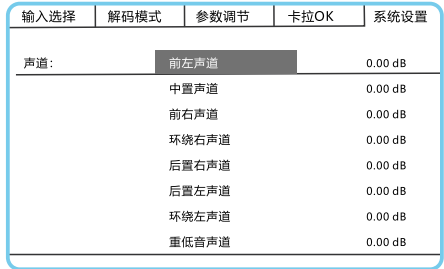 输入选择 解码模式 参数调节 卡拉OK 系统设置
声道： 前左声道 0.00 dB
中置声道 0.00 dB
前右声道 0.00 dB
环绕右声道 0.00 dB
后置右声道 0.00 dB
后置左声道 0.00 dB
环绕左声道 0.00 dB
重低音声道 0.00 dB